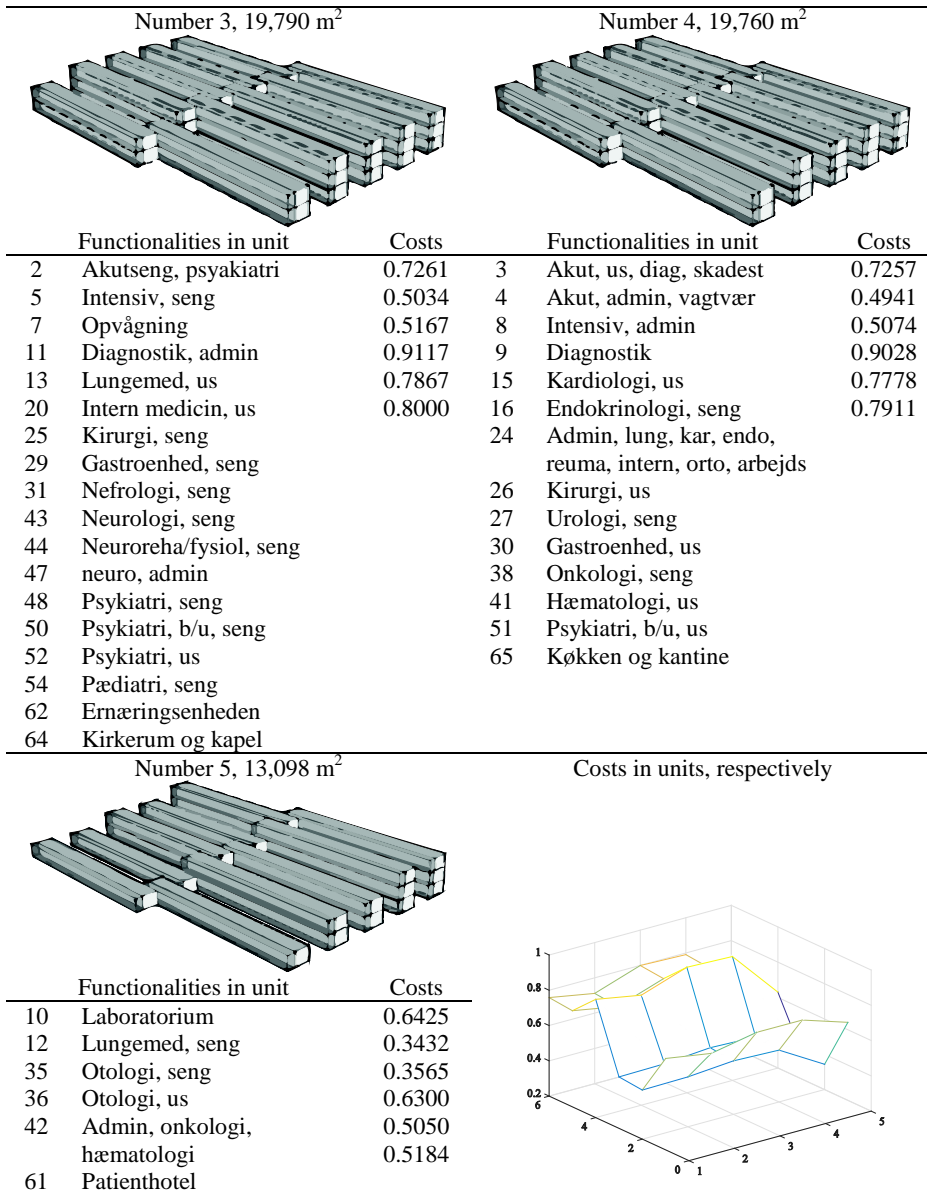 Number 3, 19,790 m²
Number 4, 19,760 m²
Functionalities in unit Costs
2 Akutseng, psyakiatri 0.7261
5 Intensiv, seng 0.5034
7 Opvågning 0.5167
11 Diagnostik, admin 0.9117
13 Lungemed, us 0.7867
20 Intern medicin, us 0.8000
25 Kirurgi, seng
29 Gastroenhed, seng
31 Nefrologi, seng
43 Neurologi, seng
44 Neuroreha/fysiol, seng
47 neuro, admin
48 Psykiatri, seng
50 Psykiatri, b/u, seng
52 Psykiatri, us
54 Pædiatri, seng
62 Ernæringsenheden
64 Kirkerum og kapel
Functionalities in unit Costs
3 Akut, us, diag, skadest 0.7257
4 Akut, admin, vagtvær 0.4941
8 Intensiv, admin 0.5074
9 Diagnostik 0.9028
15 Kardiologi, us 0.7778
16 Endokrinologi, seng 0.7911
24 Admin, lung, kar, endo,
reuma, intern, orto, arbejds
26 Kirurgi, us
27 Urologi, seng
30 Gastroenhed, us
38 Onkologi, seng
41 Hæmatologi, us
51 Psykiatri, b/u, us
65 Køkken og kantine
Number 5, 13,098 m²
Functionalities in unit Costs
10 Laboratorium 0.6425
12 Lungemed, seng 0.3432
35 Otologi, seng 0.3565
36 Otologi, us 0.6300
42 Admin, onkologi, 0.5050
hæmatologi 0.5184
61 Patienthotel
Costs in units, respectively
1
0.8
0.6
0.4
0.2
6
4
2
0
1
2
3
4
5